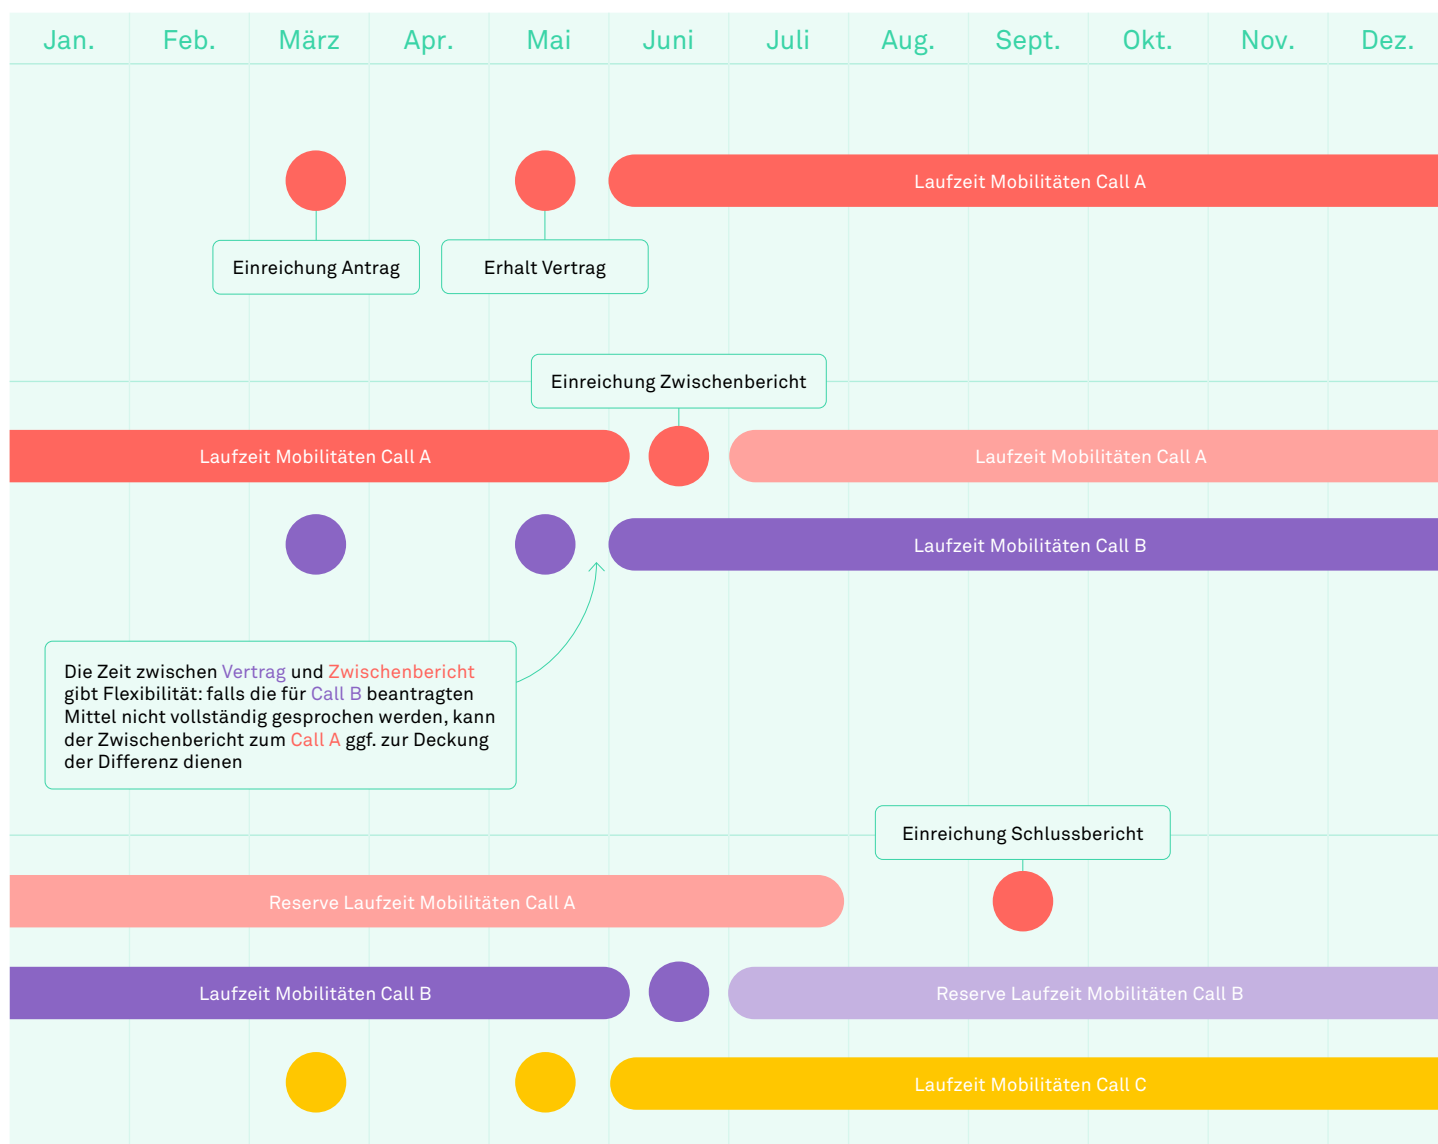 Jan. Feb. März Apr. Mai Juni Juli Aug. Sept. Okt. Nov. Dez.
Laufzeit Mobilitäten Call A
Einreichung Antrag
Erhalt Vertrag
Einreichung Zwischenbericht
Laufzeit Mobilitäten Call A
Laufzeit Mobilitäten Call A
Laufzeit Mobilitäten Call B
Die Zeit zwischen Vertrag und Zwischenbericht
gibt Flexibilität: falls die für Call B beantragten
Mittel nicht vollständig gesprochen werden, kann
der Zwischenbericht zum Call A ggf. zur Deckung
der Differenz dienen
Einreichung Schlussbericht
Reserve Laufzeit Mobilitäten Call A
Laufzeit Mobilitäten Call B
Reserve Laufzeit Mobilitäten Call B
Laufzeit Mobilitäten Call C